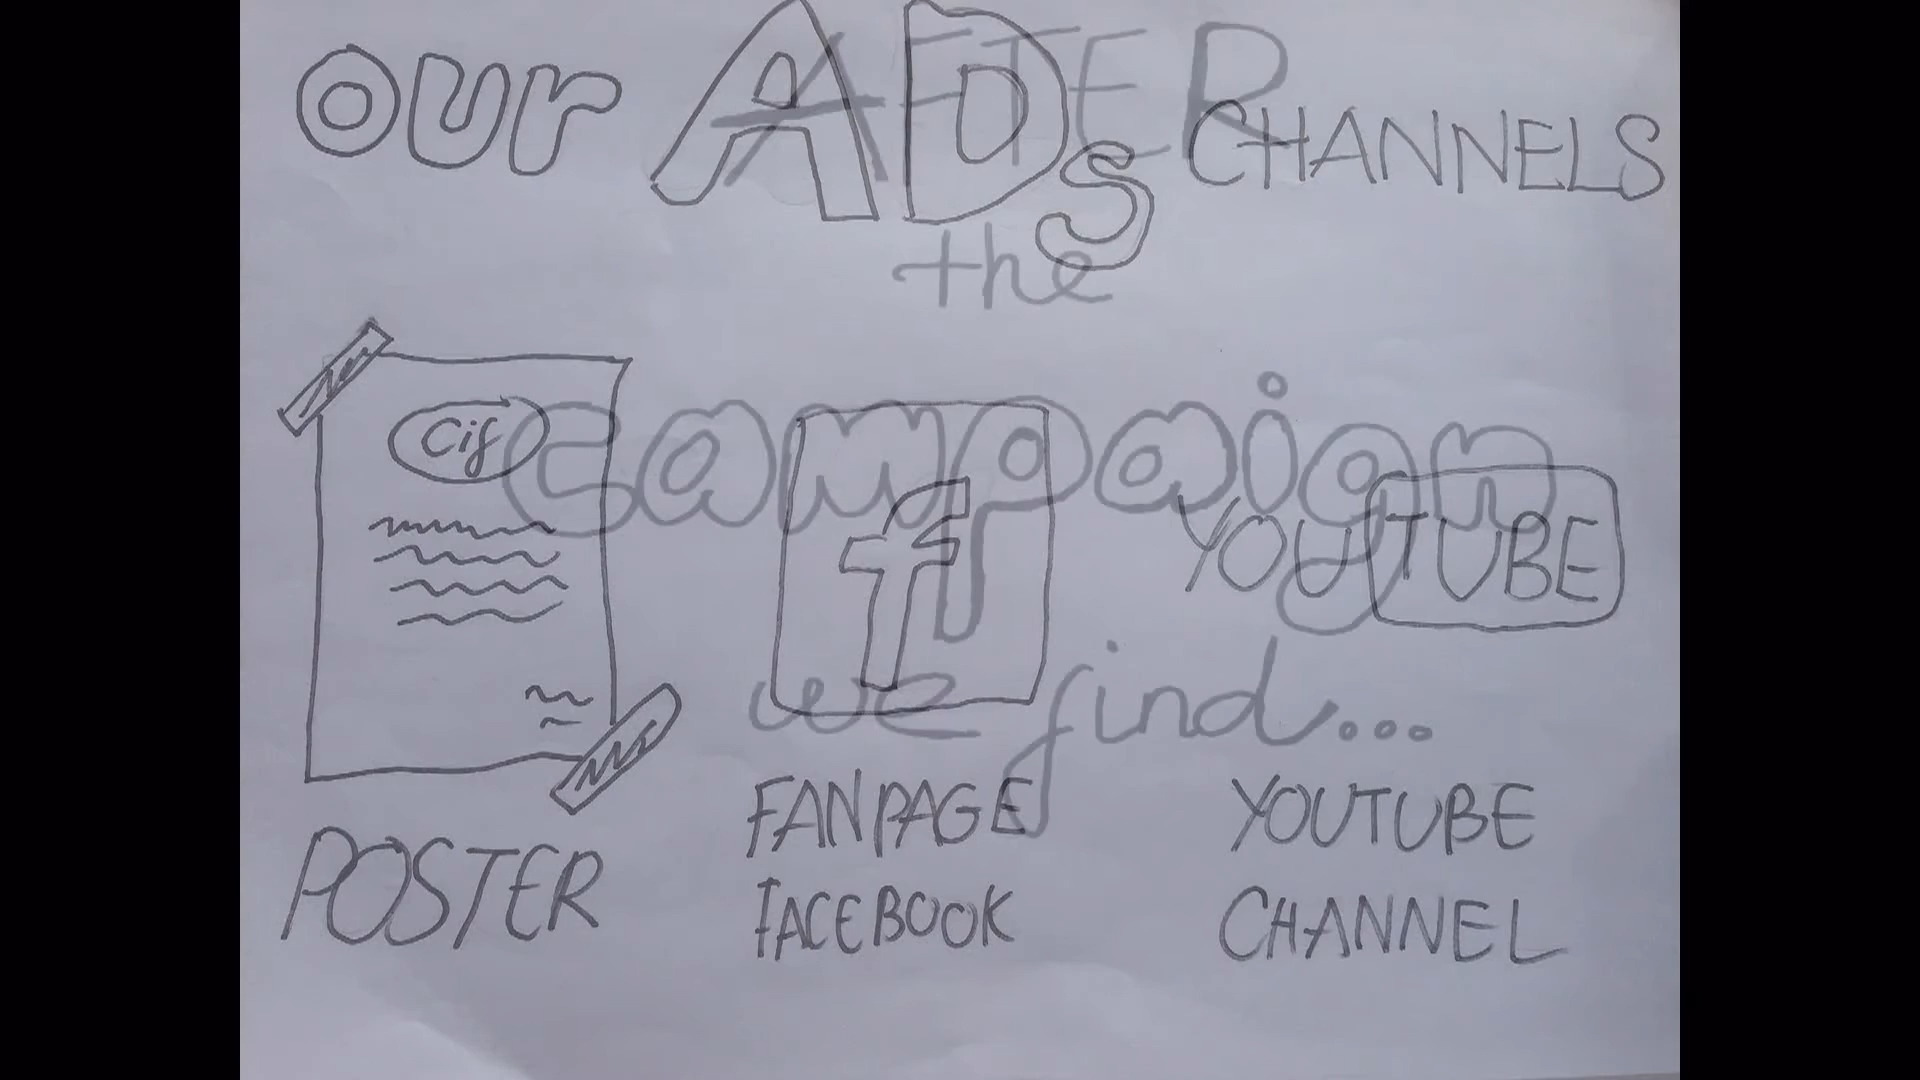 our ADs CHANNELS
AFTER
the
campaign
we find...
Cif
f
YOUTUBE
POSTER
FANPAGE
FACEBOOK
YOUTUBE
CHANNEL